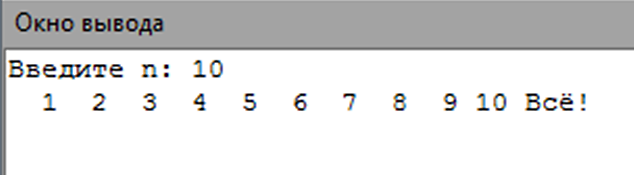 Окно вывода
Введите n: 10
1 2 3 4 5 6 7 8 9 10 Всё!